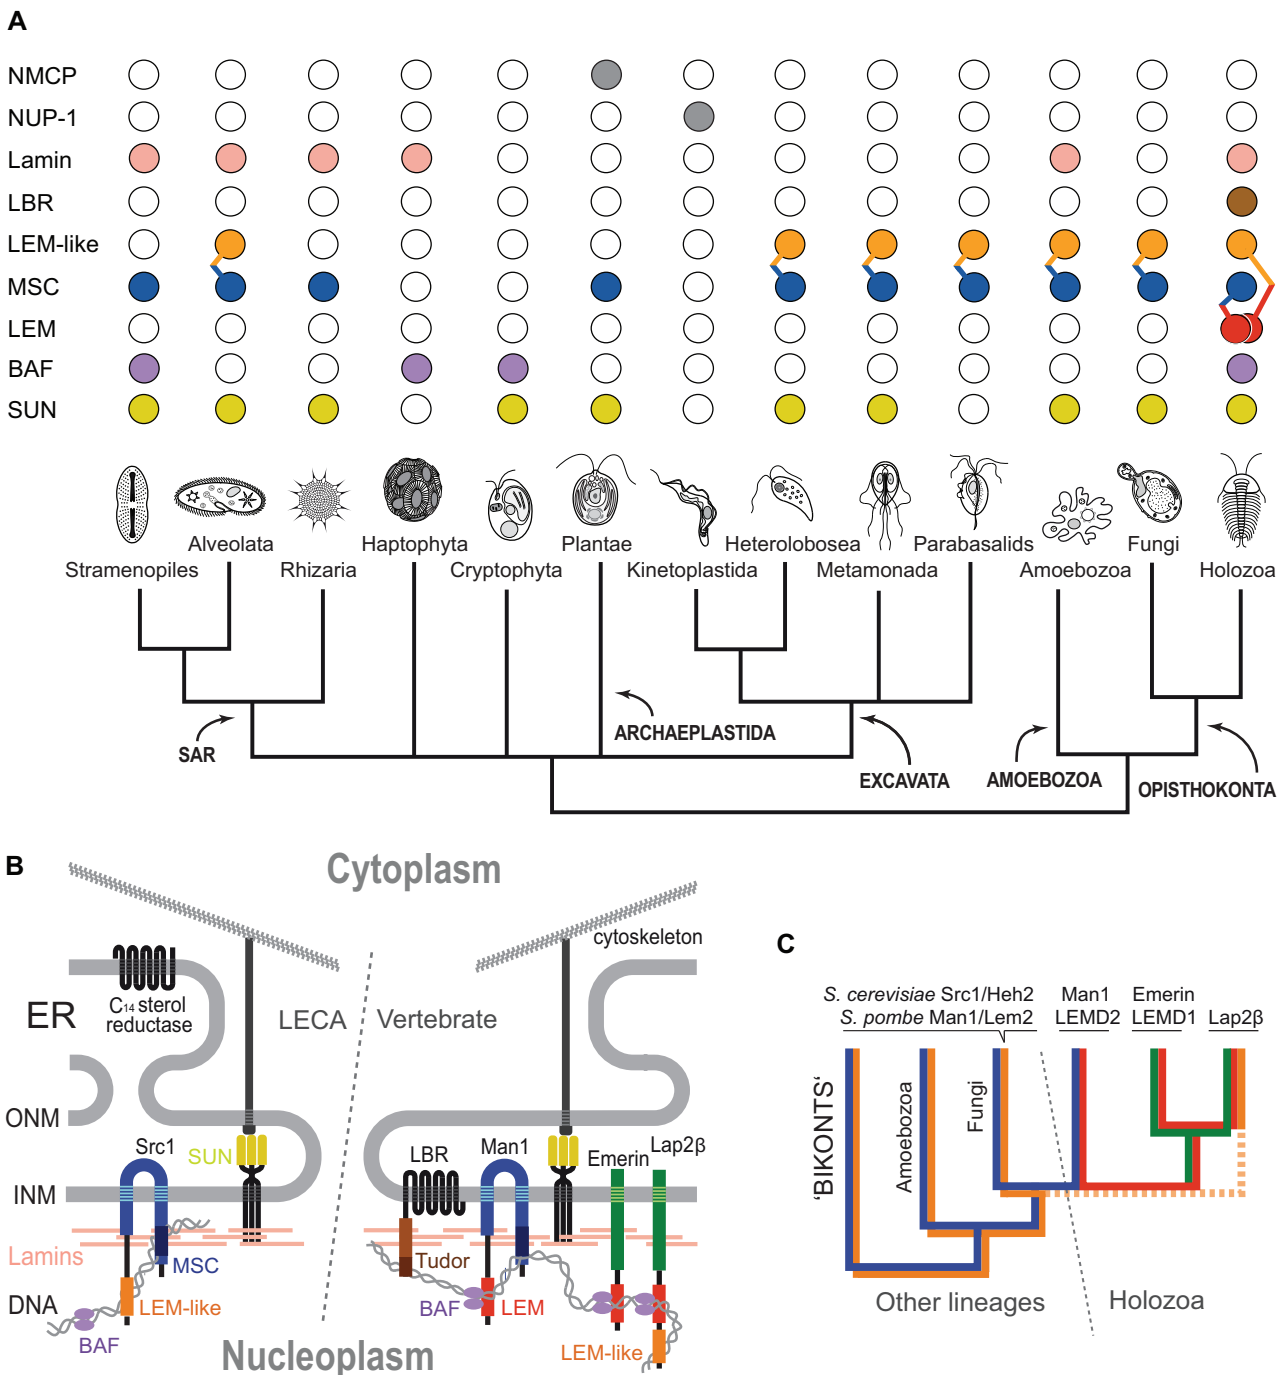 A
NMCP
NUP-1
Lamin
LBR
LEM-like
MSC
LEM
BAF
SUN
Alveolata Haptophyta Plantae Heterolobosea Parabasalids Fungi
Stramenopiles Rhizaria Cryptophyta Kinetoplastida Metamonada Amoebozoa Holozoa
SAR
ARCHAEPLASTIDA
EXCAVATA
AMOEBOZOA
OPISTHOKONTA
B
Cytoplasm
cytoskeleton
C14 sterol
reductase
ER
LECA
Vertebrate
ONM
Src1
SUN
LBR
Man1
Emerin
Lap2β
INM
Lamins
MSC
Tudor
DNA
LEM-like
BAF
BAF
LEM
LEM-like
Nucleoplasm
C
S. cerevisiae Src1/Heh2
S. pombe Man1/Lem2
Man1
LEMD2
Emerin
LEMD1
Lap2β
'BIKONTS'
Amoebozoa
Fungi
Other lineages
Holozoa